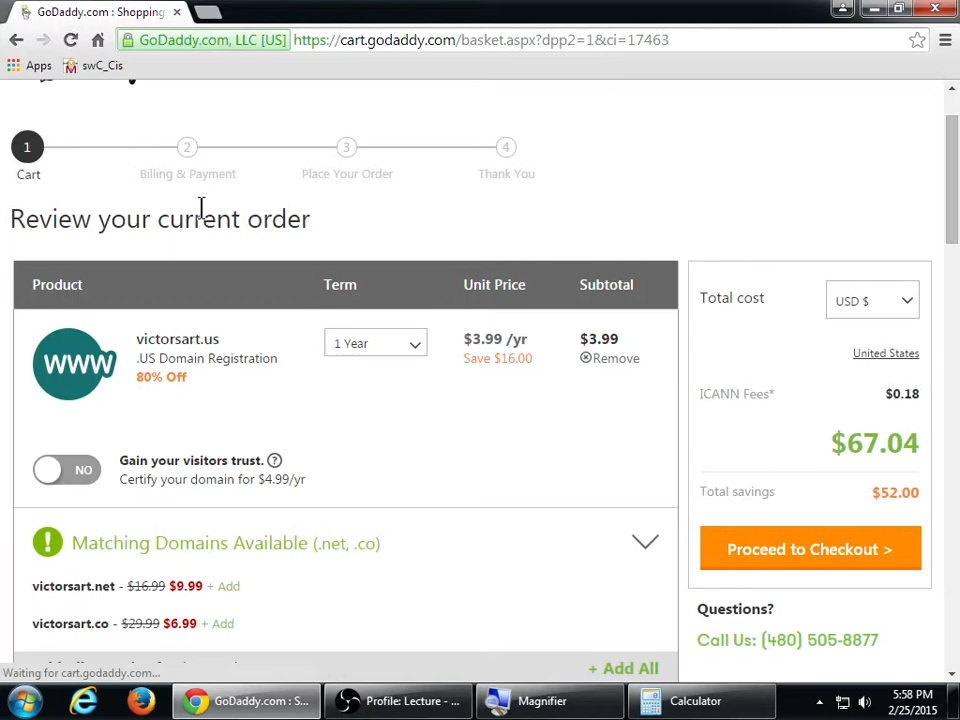 GoDaddy.com : Shopping
GoDaddy.com, LLC [US] https://cart.godaddy.com/basket.aspx?dpp2=1&ci=17463
Apps swC_Cis
1 2 3 4
Cart Billing & Payment Place Your Order Thank You
Review your current order
Product Term Unit Price Subtotal
Total cost USD $
victorsart.us 1 Year $3.99 /yr $3.99
.US Domain Registration Save $16.00 Remove
80% Off
WWW
United States
ICANN Fees* $0.18
$67.04
Total savings $52.00
NO Gain your visitors trust. ?
Certify your domain for $4.99/yr
Proceed to Checkout >
! Matching Domains Available (.net, .co)
victorsart.net - $16.99 $9.99 + Add
victorsart.co - $29.99 $6.99 + Add
+ Add All
Questions?
Call Us: (480) 505-8877
Waiting for cart.godaddy.com...
GoDaddy.com : S... Profile: Lecture - ... Magnifier Calculator
5:58 PM
2/25/2015